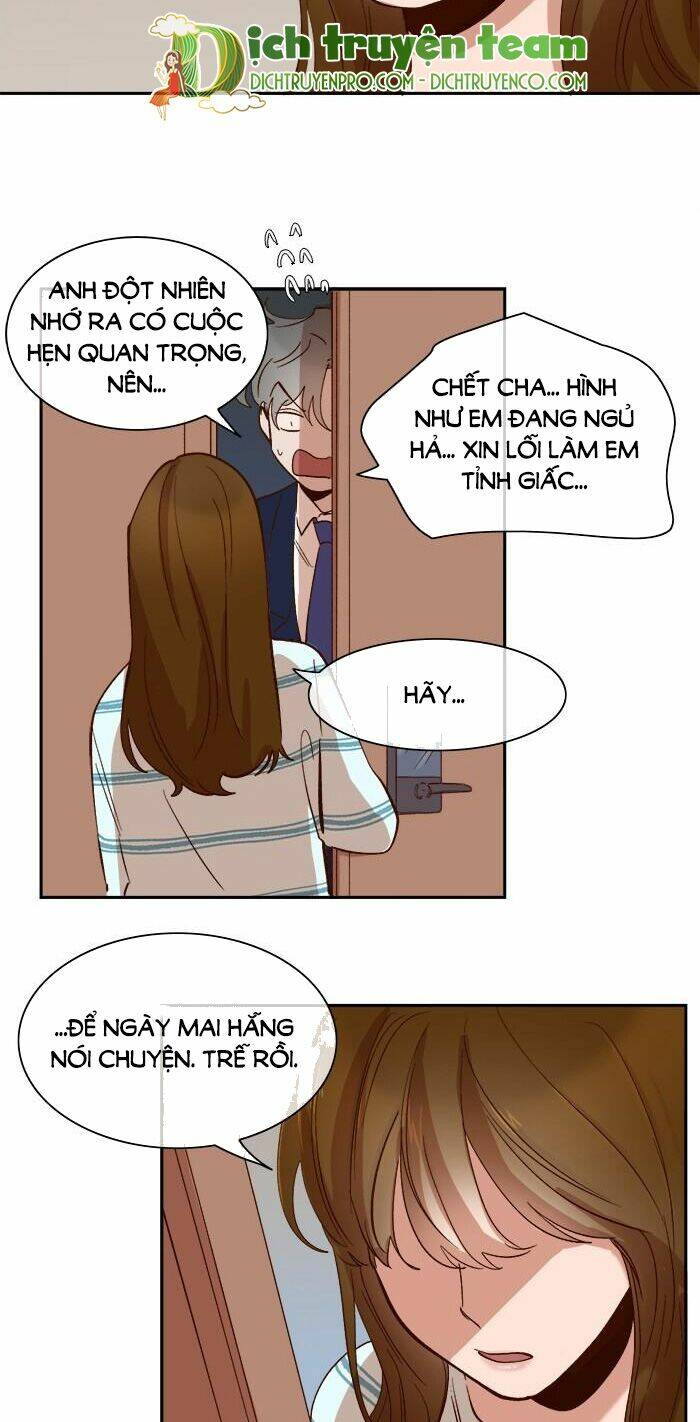 Dịch truyện team
DICHTRUYENPRO.COM - DICHTRUYENCO.COM
ANH ĐỘT NHIÊN
NHỚ RA CÓ CUỘC
HẸN QUAN TRỌNG,
NÊN...
CHẾT CHA... HÌNH
NHƯ EM ĐANG NGỦ
HẢ... XIN LỖI LÀM EM
TỈNH GIẤC...
HÃY...
...ĐỂ NGÀY MAI HẴNG
NÓI CHUYỆN. TRỄ RỒI.